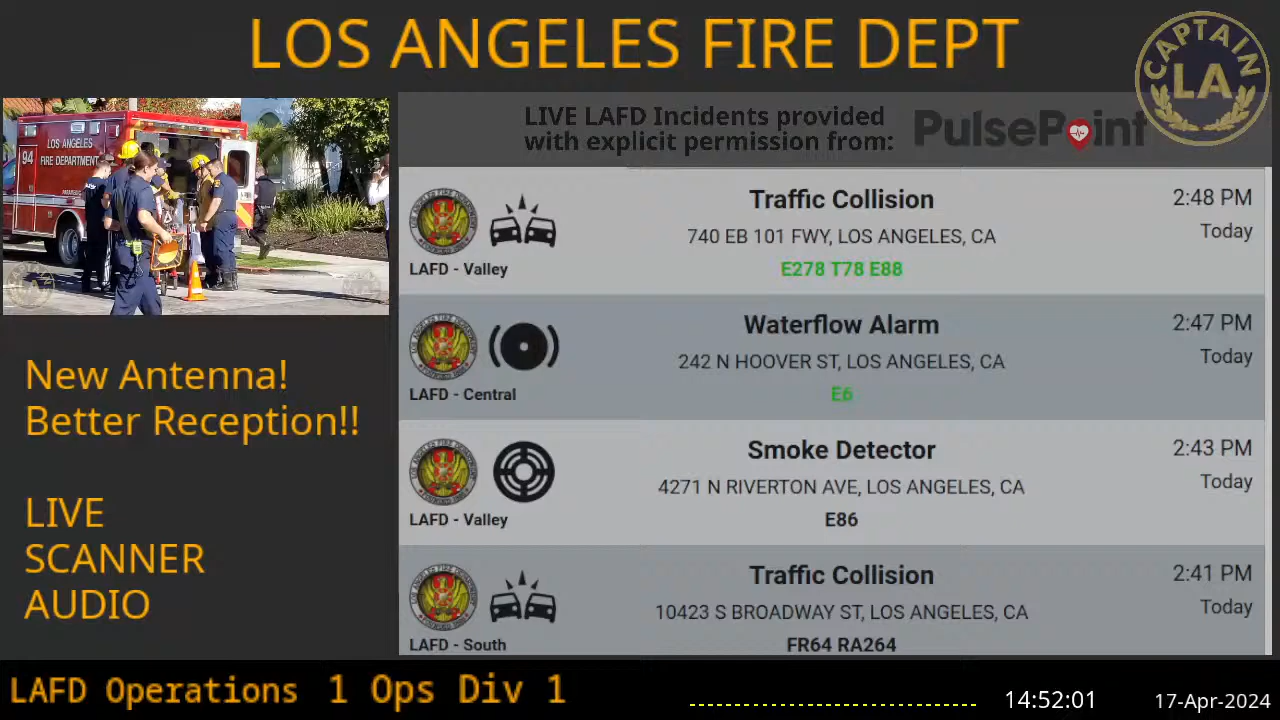 LOS ANGELES FIRE DEPT
CAPTAIN
LA
LIVE LAFD Incidents provided
with explicit permission from:
PulsePoint
94
LOS ANGELES
FIRE DEPARTMENT
Traffic Collision
2:48 PM
740 EB 101 FWY, LOS ANGELES, CA
Today
LAFD - Valley
E278 T78 E88
Waterflow Alarm
2:47 PM
242 N HOOVER ST, LOS ANGELES, CA
Today
LAFD - Central
E6
Smoke Detector
2:43 PM
4271 N RIVERTON AVE, LOS ANGELES, CA
Today
LAFD - Valley
E86
Traffic Collision
2:41 PM
10423 S BROADWAY ST, LOS ANGELES, CA
Today
LAFD - South
FR64 RA264
New Antenna!
Better Reception!!
LIVE
SCANNER
AUDIO
LAFD Operations 1 Ops Div 1
14:52:01
17-Apr-2024